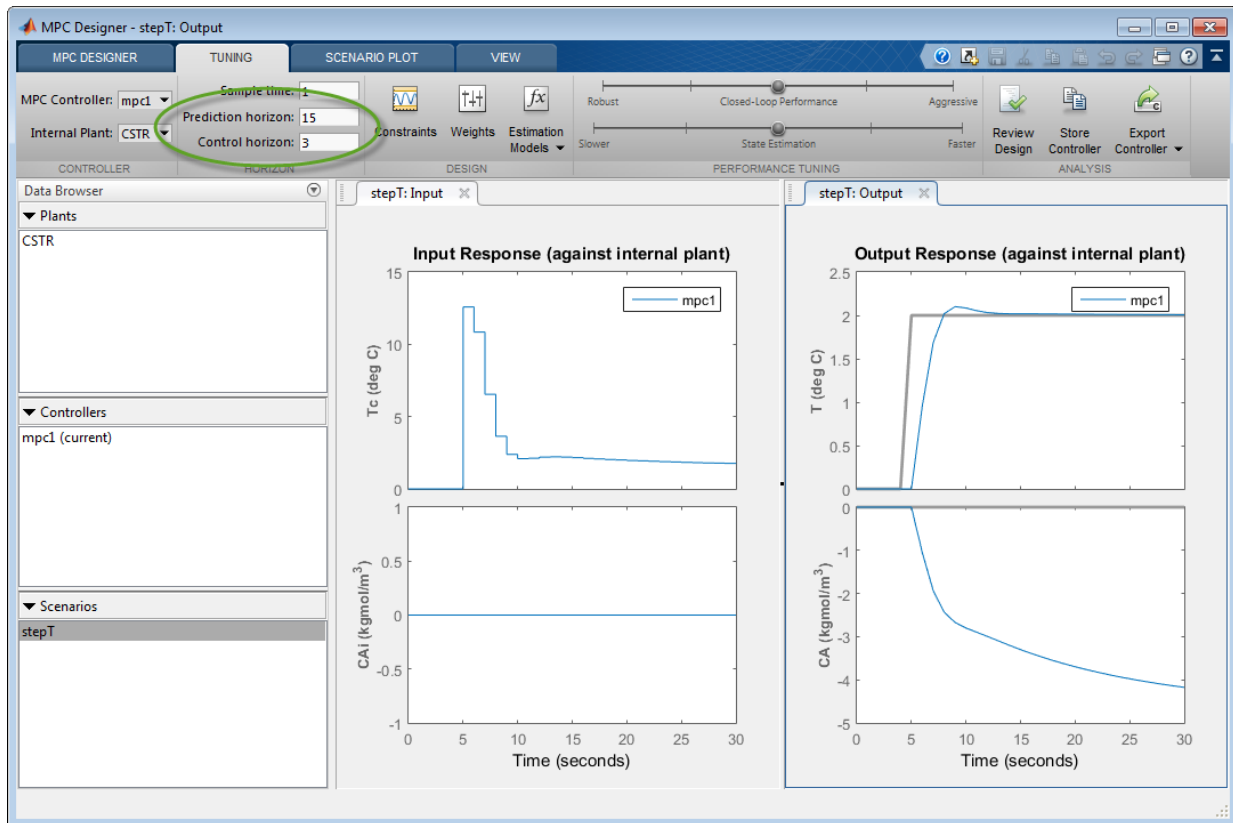 MPC Designer - stepT: Output
MPC DESIGNER TUNING SCENARIO PLOT VIEW
MPC Controller: mpc1
Internal Plant: CSTR
CONTROLLER
Sample time: 1
Prediction horizon: 15
Control horizon: 3
HORIZON
Constraints
Weights
Estimation
Models
DESIGN
Robust Closed-Loop Performance Aggressive
Slower State Estimation Faster
PERFORMANCE TUNING
Review
Design
Store
Controller
Export
Controller
ANALYSIS
Data Browser
Plants
CSTR
Controllers
mpc1 (current)
Scenarios
stepT
stepT: Input
Input Response (against internal plant)
mpc1
Tc (deg C)
15
10
5
0
CAi (kgmol/m³)
1
0.5
0
-0.5
-1
0 5 10 15 20 25 30
Time (seconds)
stepT: Output
Output Response (against internal plant)
mpc1
T (deg C)
2.5
2
1.5
1
0.5
0
CA (kgmol/m³)
0
-1
-2
-3
-4
-5
0 5 10 15 20 25 30
Time (seconds)